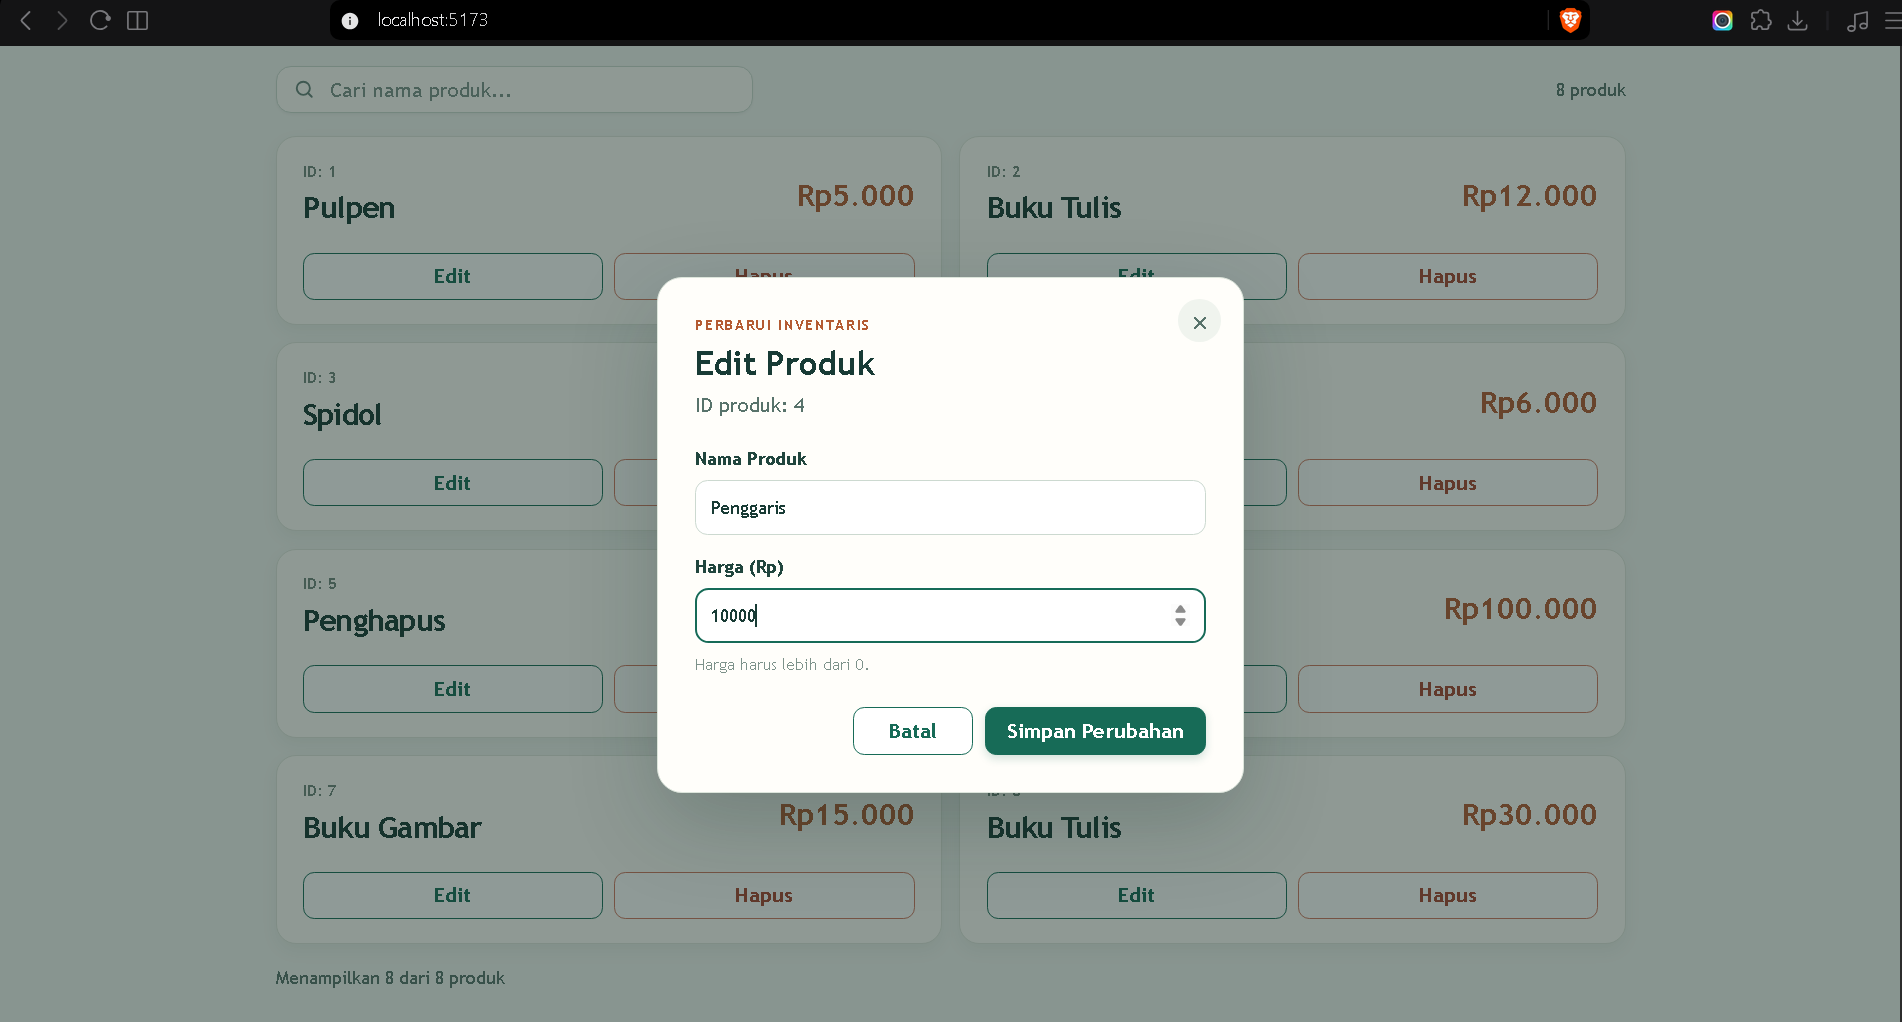 localhost:5173
Cari nama produk...
8 produk
ID: 1
Pulpen
Rp5.000
Edit
Hapus
ID: 2
Buku Tulis
Rp12.000
Edit
Hapus
ID: 3
Spidol
Edit
Rp6.000
Hapus
ID: 5
Penghapus
Edit
Rp100.000
Hapus
ID: 7
Buku Gambar
Rp15.000
Edit
Hapus
Buku Tulis
Rp30.000
Edit
Hapus
Menampilkan 8 dari 8 produk
PERBARUI INVENTARIS
Edit Produk
ID produk: 4
Nama Produk
Penggaris
Harga (Rp)
10000
Harga harus lebih dari 0.
Batal
Simpan Perubahan